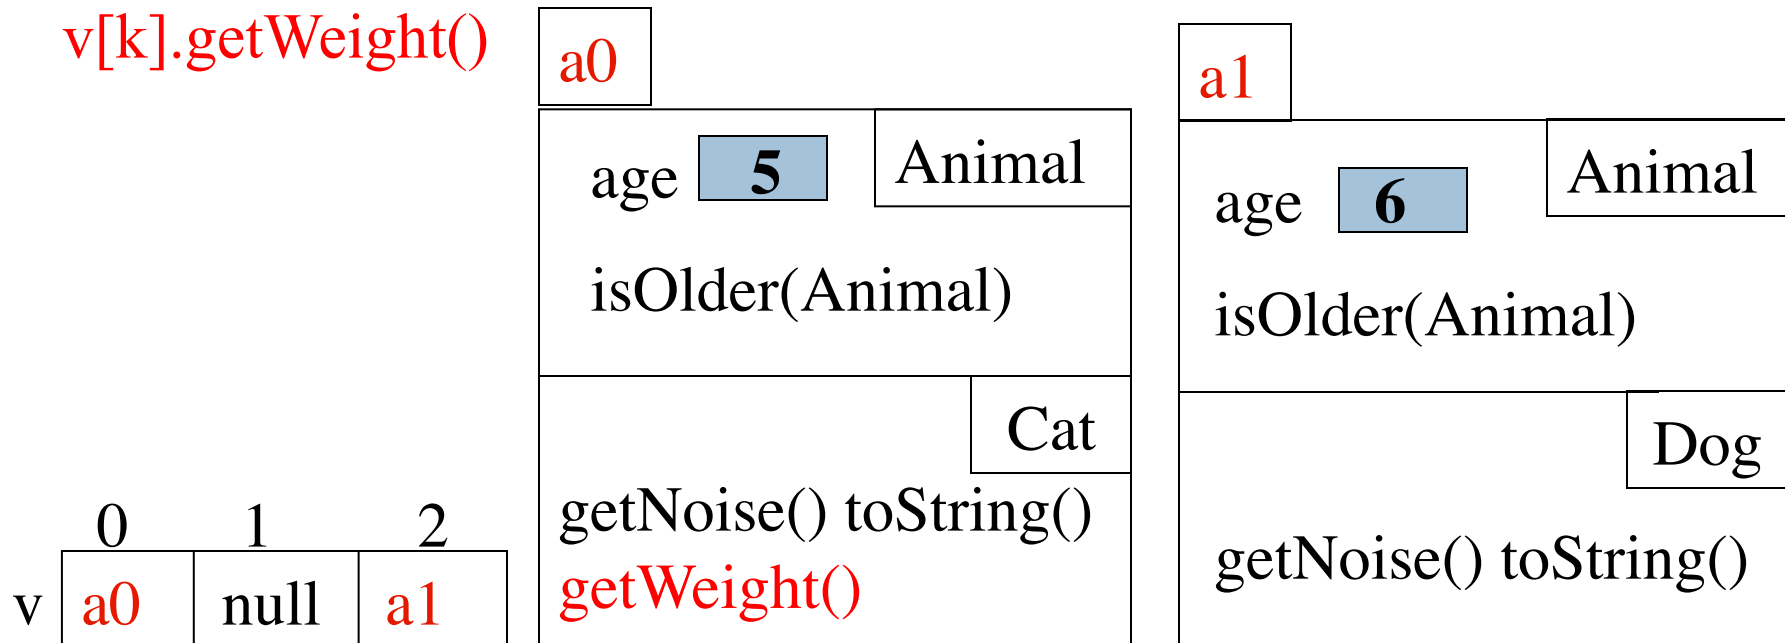 v[k].getWeight()
a0
age 5 Animal
isOlder(Animal)
Cat
getNoise() toString()
getWeight()
a1
age 6 Animal
isOlder(Animal)
Dog
getNoise() toString()
0 1 2
v a0 null a1